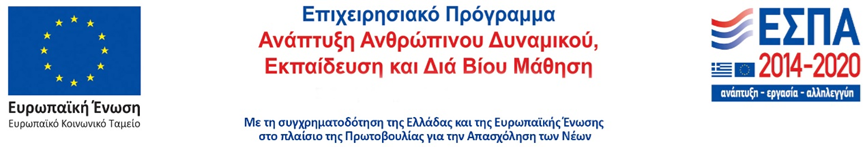 Ευρωπαϊκή Ένωση
Ευρωπαϊκό Κοινωνικό Ταμείο
Επιχειρησιακό Πρόγραμμα
Ανάπτυξη Ανθρώπινου Δυναμικού,
Εκπαίδευση και Διά Βίου Μάθηση
Με τη συγχρηματοδότηση της Ελλάδας και της Ευρωπαϊκής Ένωσης
στο πλαίσιο της Πρωτοβουλίας για την Απασχόληση των Νέων
ΕΣΠΑ
2014-2020
ανάπτυξη - εργασία - αλληλεγγύη